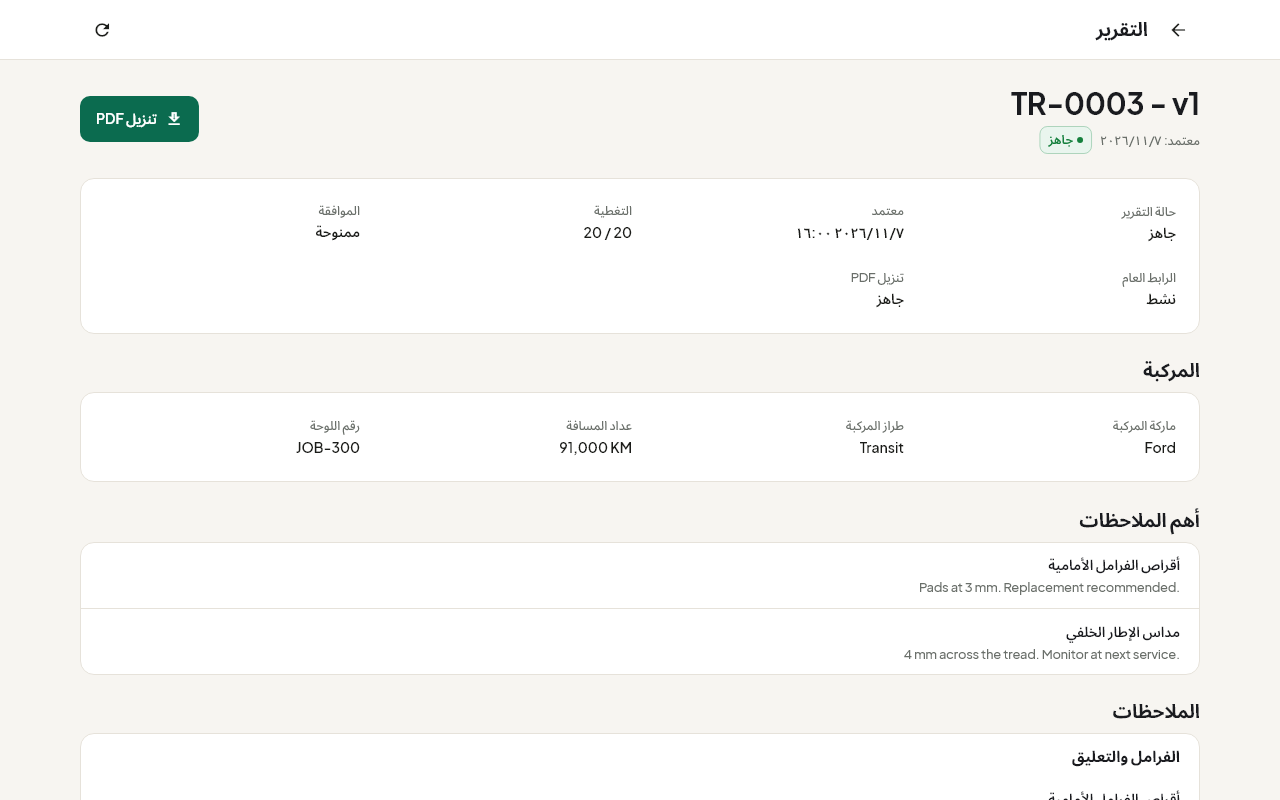 التقرير
TR-0003 - v1
معتمد: ٢٠٢٦/١١/٧ جاهز
تنزيل PDF
حالة التقرير
جاهز
معتمد
٢٠٢٦/١١/٧ ١٦:٠٠
التغطية
20 / 20
الموافقة
ممنوحة
الرابط العام
نشط
تنزيل PDF
جاهز
المركبة
ماركة المركبة
Ford
طراز المركبة
Transit
عداد المسافة
91,000 KM
رقم اللوحة
JOB-300
أهم الملاحظات
أقراص الفرامل الأمامية
Pads at 3 mm. Replacement recommended.
مداس الإطار الخلفي
4 mm across the tread. Monitor at next service.
الملاحظات
الفرامل والتعليق
أقراص الفرامل الأمامية